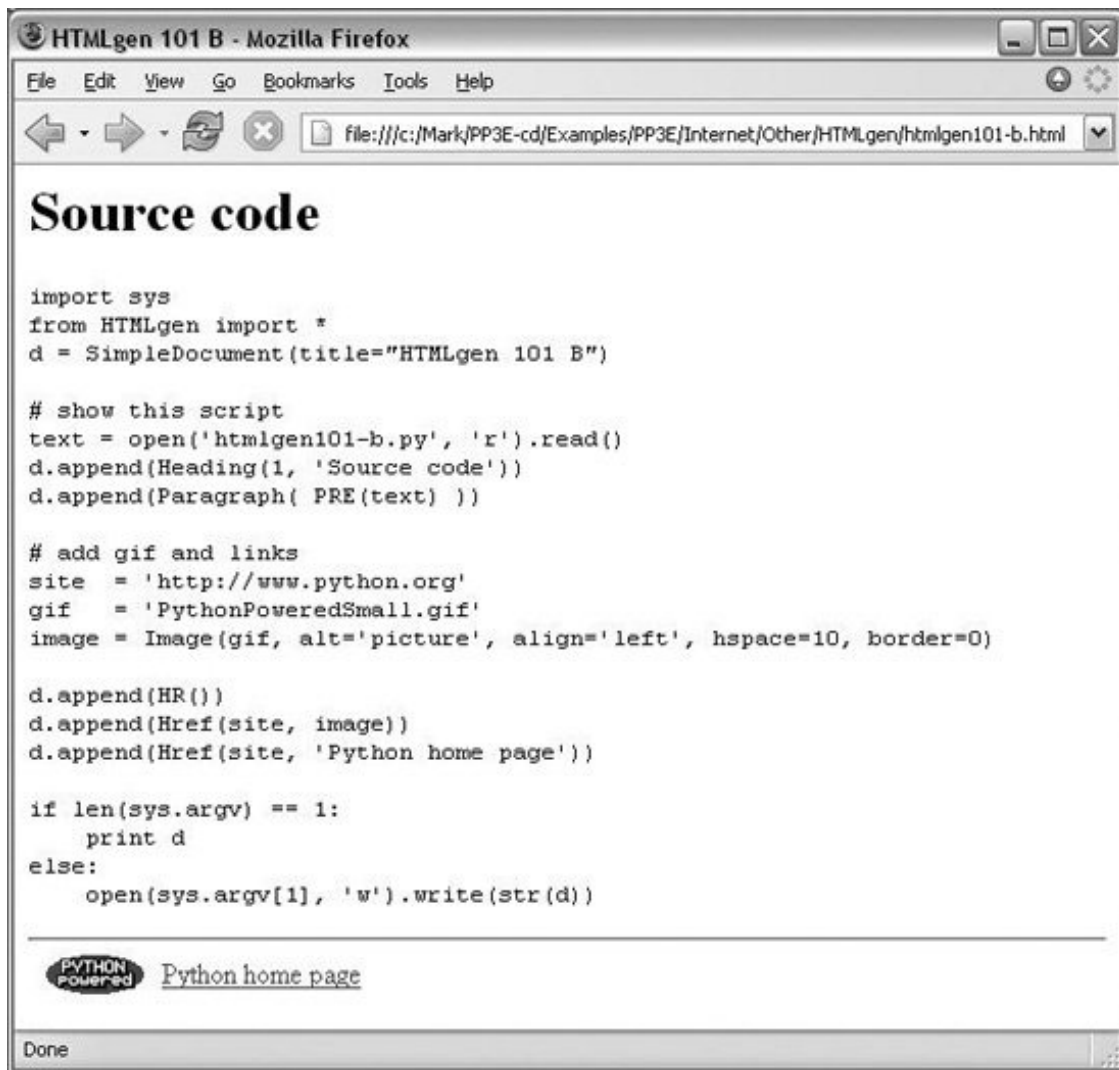 HTMLgen 101 B - Mozilla Firefox
File Edit View Go Bookmarks Tools Help
file:///c:/Mark/PP3E-cd/Examples/PP3E/Internet/Other/HTMLgen/htmlgen101-b.html
Source code
import sys
from HTMLgen import *
d = SimpleDocument(title="HTMLgen 101 B")
# show this script
text = open('htmlgen101-b.py', 'r').read()
d.append(Heading(1, 'Source code'))
d.append(Paragraph( PRE(text) ))
# add gif and links
site  = 'http://www.python.org'
gif   = 'PythonPoweredSmall.gif'
image = Image(gif, alt='picture', align='left', hspace=10, border=0)
d.append(HR())
d.append(Href(site, image))
d.append(Href(site, 'Python home page'))
if len(sys.argv) == 1:
    print d
else:
    open(sys.argv[1], 'w').write(str(d))
PYTHON
Powered
Python home page
Done